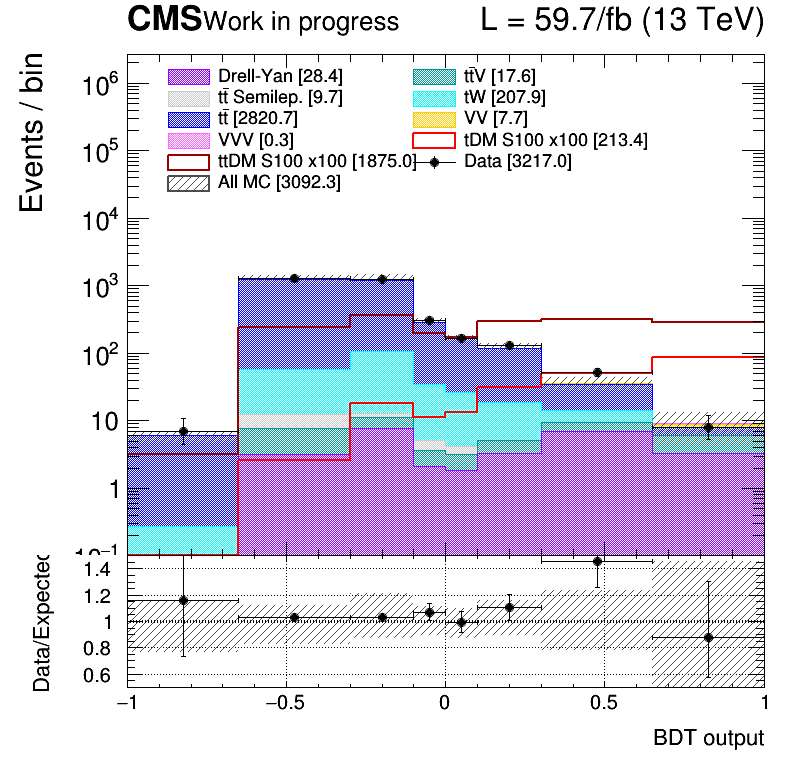 CMS Work in progress L = 59.7/fb (13 TeV)
Events / bin
Drell-Yan [28.4] tt̄V [17.6]
tt̄ Semilep. [9.7] tW [207.9]
tt̄ [2820.7] VV [7.7]
VVV [0.3] tDM S100 x100 [213.4]
ttDM S100 x100 [1875.0] Data [3217.0]
All MC [3092.3]
10⁶
10⁵
10⁴
10³
10²
10
1
10⁻¹
Data/Expected
1.4
1.2
1
0.8
0.6
−1 −0.5 0 0.5 1
BDT output